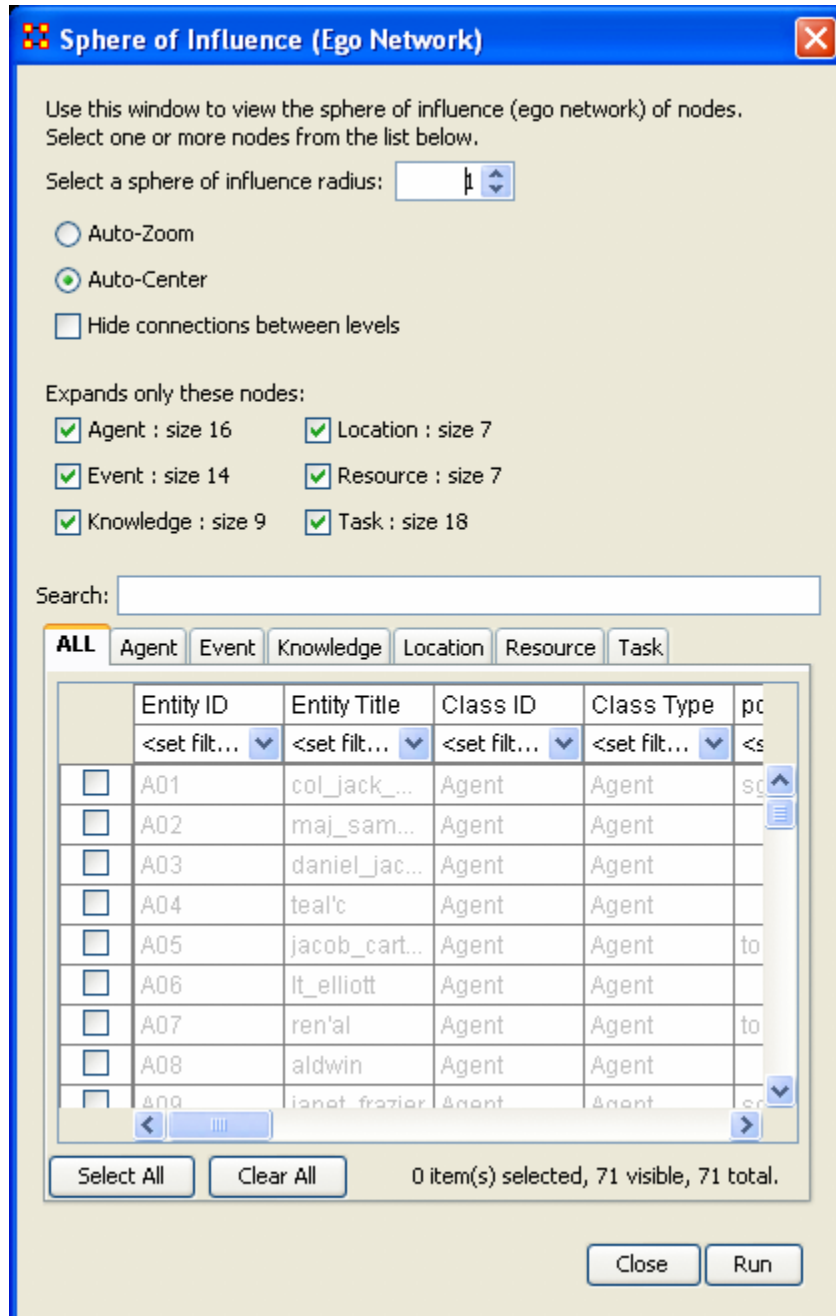 Sphere of Influence (Ego Network)
Use this window to view the sphere of influence (ego network) of nodes.
Select one or more nodes from the list below.
Select a sphere of influence radius: 1
Auto-Zoom
Auto-Center
Hide connections between levels
Expands only these nodes:
Agent : size 16 Location : size 7
Event : size 14 Resource : size 7
Knowledge : size 9 Task : size 18
Search:
ALL Agent Event Knowledge Location Resource Task
Entity ID Entity Title Class ID Class Type
<set filt... <set filt... <set filt... <set filt... <s
A01 col_jack_... Agent Agent
A02 maj_sam... Agent Agent
A03 daniel_jac... Agent Agent
A04 teal'c Agent Agent
A05 jacob_cart... Agent Agent to
A06 lt_elliott Agent Agent
A07 ren'al Agent Agent to
A08 aldwin Agent Agent
A09 janet_frazier Agent Agent
Select All Clear All 0 item(s) selected, 71 visible, 71 total.
Close Run